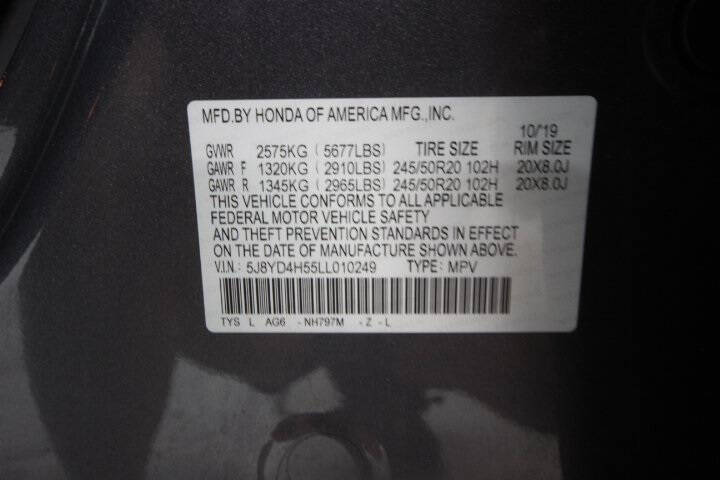 MFD.BY HONDA OF AMERICA MFG.,INC.
10/19
GVWR 2575KG (5677LBS) TIRE SIZE RIM SIZE
GAWR F 1320KG (2910LBS) 245/50R20 102H 20X8.0J
GAWR R 1345KG (2965LBS) 245/50R20 102H 20X8.0J
THIS VEHICLE CONFORMS TO ALL APPLICABLE
FEDERAL MOTOR VEHICLE SAFETY
AND THEFT PREVENTION STANDARDS IN EFFECT
ON THE DATE OF MANUFACTURE SHOWN ABOVE.
V.I.N.: 5J8YD4H55LL010249 TYPE: MPV
TYS L AG6 -NH797M -Z -L